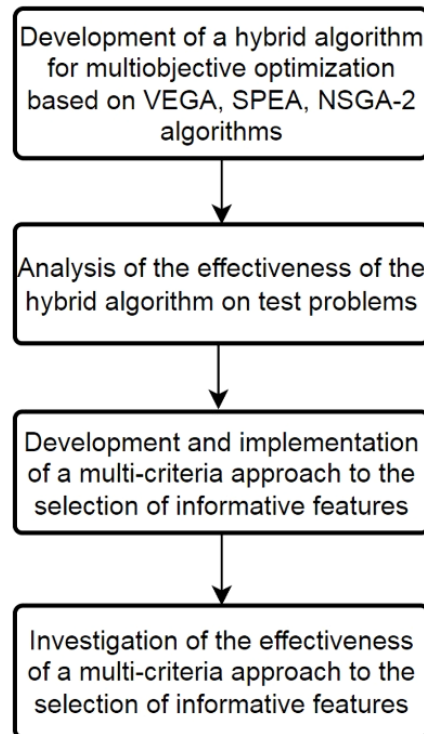 Development of a hybrid algorithm
for multiobjective optimization
based on VEGA, SPEA, NSGA-2
algorithms
Analysis of the effectiveness of the
hybrid algorithm on test problems
Development and implementation
of a multi-criteria approach to the
selection of informative features
Investigation of the effectiveness
of a multi-criteria approach to the
selection of informative features